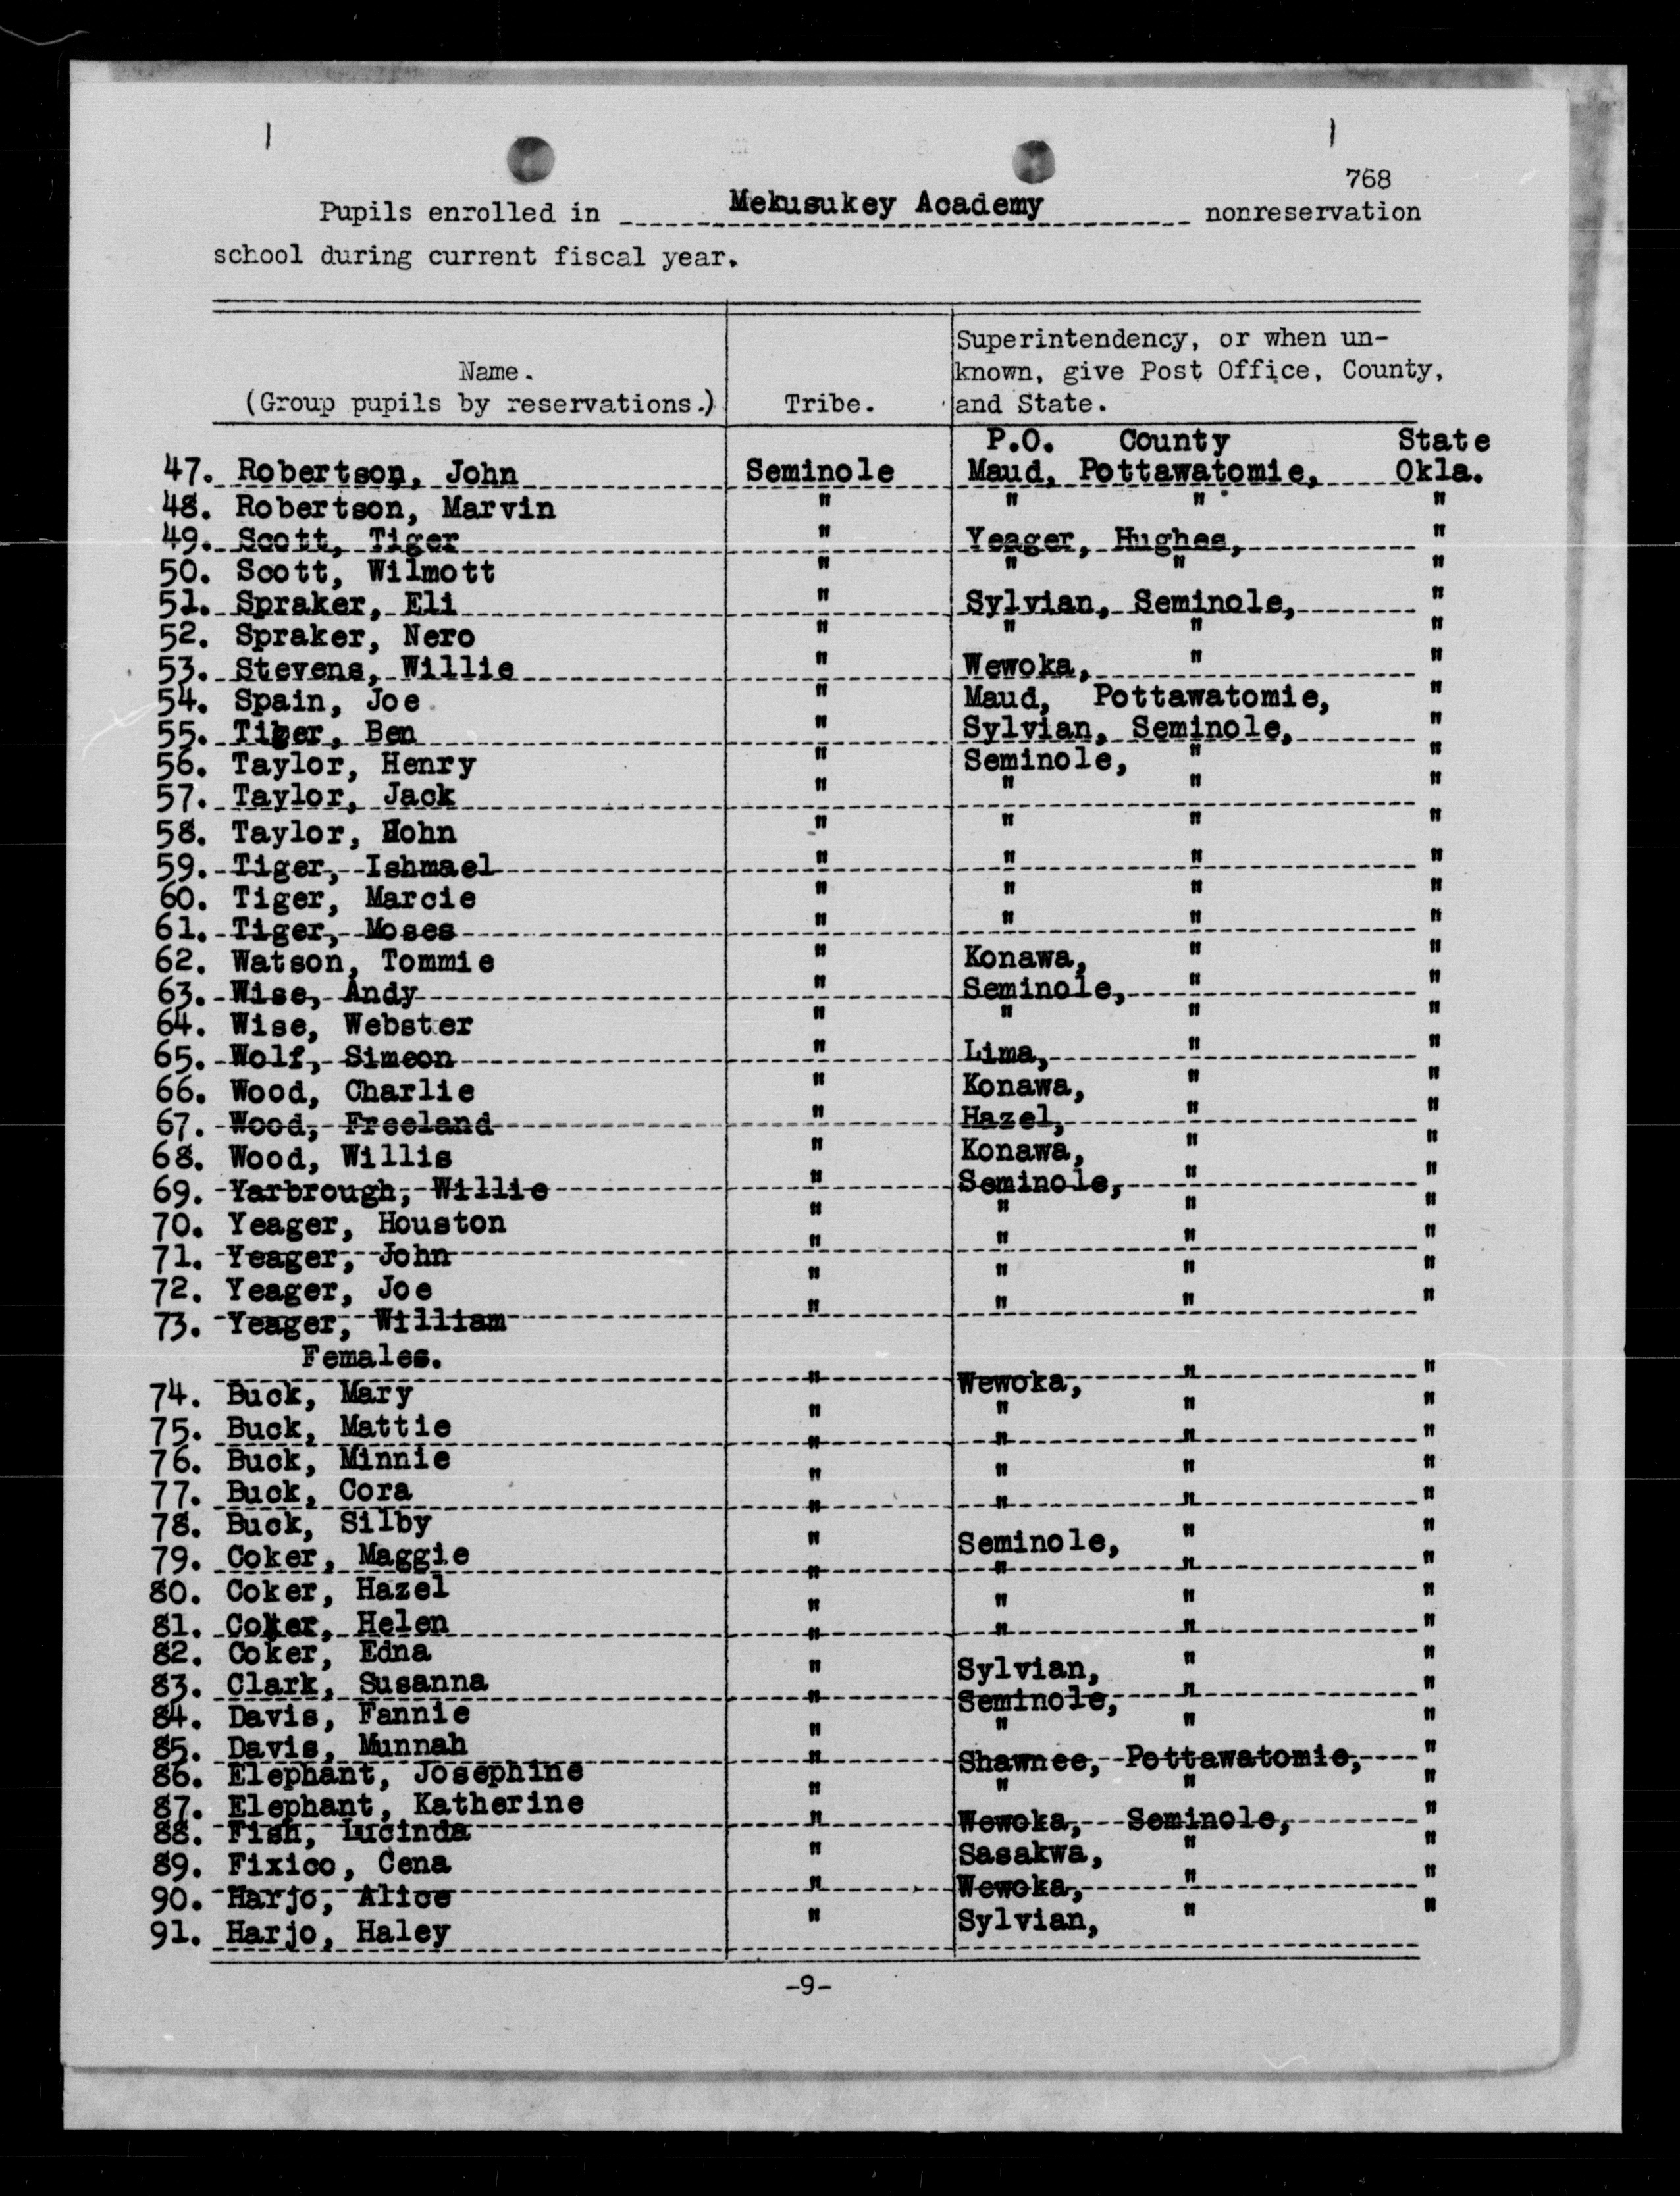 768
Pupils enrolled in Mekusukey Academy nonreservation
school during current fiscal year.
Superintendency, or when un-
Name. known, give Post Office, County,
(Group pupils by reservations.) Tribe. and State.
P.O. County State
47. Robertson, John Seminole Maud, Pottawatomie, Okla.
48. Robertson, Marvin " " " "
49. Scott, Tiger " Yeager, Hughes, "
50. Scott, Wilmott " " " "
51. Spraker, Eli " Sylvian, Seminole, "
52. Spraker, Nero " " " "
53. Stevens, Willie " Wewoka, " "
54. Spain, Joe " Maud, Pottawatomie, "
55. Tiger, Ben " Sylvian, Seminole, "
56. Taylor, Henry " Seminole, " "
57. Taylor, Jack " " " "
58. Taylor, Hohn " " " "
59. Tiger, Ishmael " " " "
60. Tiger, Marcie " " " "
61. Tiger, Moses " " " "
62. Watson, Tommie " Konawa, " "
63. Wise, Andy " Seminole, " "
64. Wise, Webster " " " "
65. Wolf, Simeon " Lima, " "
66. Wood, Charlie " Konawa, " "
67. Wood, Freeland " Hazel, " "
68. Wood, Willis " Konawa, " "
69. Yarbrough, Willie " Seminole, " "
70. Yeager, Houston " " " "
71. Yeager, John " " " "
72. Yeager, Joe " " " "
73. Yeager, William " " " "
Females.
74. Buck, Mary " Wewoka, " "
75. Buck, Mattie " " " "
76. Buck, Minnie " " " "
77. Buck, Cora " " " "
78. Buck, Silby " " " "
79. Coker, Maggie " Seminole, " "
80. Coker, Hazel " " " "
81. Coker, Helen " " " "
82. Coker, Edna " " " "
83. Clark, Susanna " Sylvian, " "
84. Davis, Fannie " Seminole, " "
85. Davis, Munnah " " " "
86. Elephant, Josephine " Shawnee, Pottawatomie, "
87. Elephant, Katherine " " " "
88. Fish, Lucinda " Wewoka, Seminole, "
89. Fixico, Cena " Sasakwa, " "
90. Harjo, Alice " Wewoka, " "
91. Harjo, Haley " Sylvian, " "
-9-